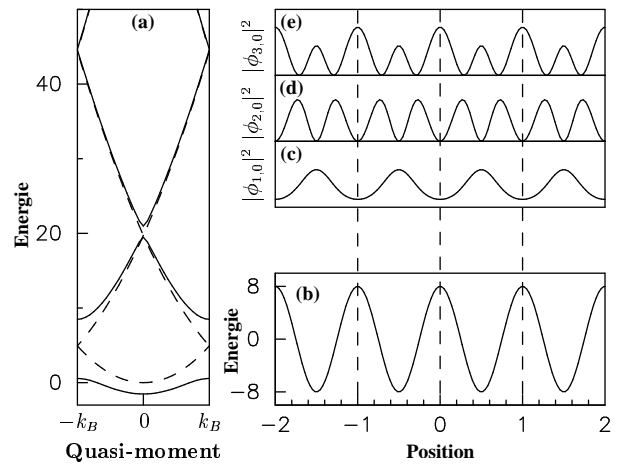 (a)
40
20
0
Energie
−k_B 0 k_B
Quasi-moment
(e)
|ϕ_{3,0}|^2
(d)
|ϕ_{2,0}|^2
(c)
|ϕ_{1,0}|^2
(b)
8
0
−8
Energie
−2 −1 0 1 2
Position